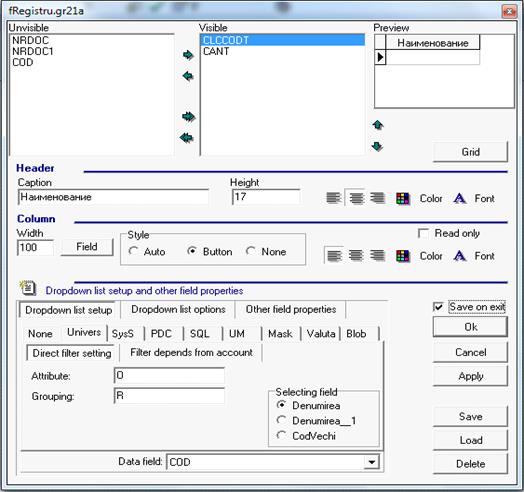 fRegistru.gr21a
Unvisible
Visible
Preview
NRDOC
NRDOC1
COD
CLCCODT
CANT
Наименование
Grid
Header
Caption
Height
Наименование
17
Color
Font
Column
Width
Style
Read only
100
Field
Auto
Button
None
Color
Font
Dropdown list setup and other field properties
Dropdown list setup
Dropdown list options
Other field properties
Save on exit
None
Univers
SysS
PDC
SQL
UM
Mask
Valuta
Blob
Ok
Direct filter setting
Filter depends from account
Cancel
Attribute:
O
Apply
Grouping:
R
Selecting field
Denumirea
Denumirea__1
CodVechi
Save
Load
Delete
Data field:
COD